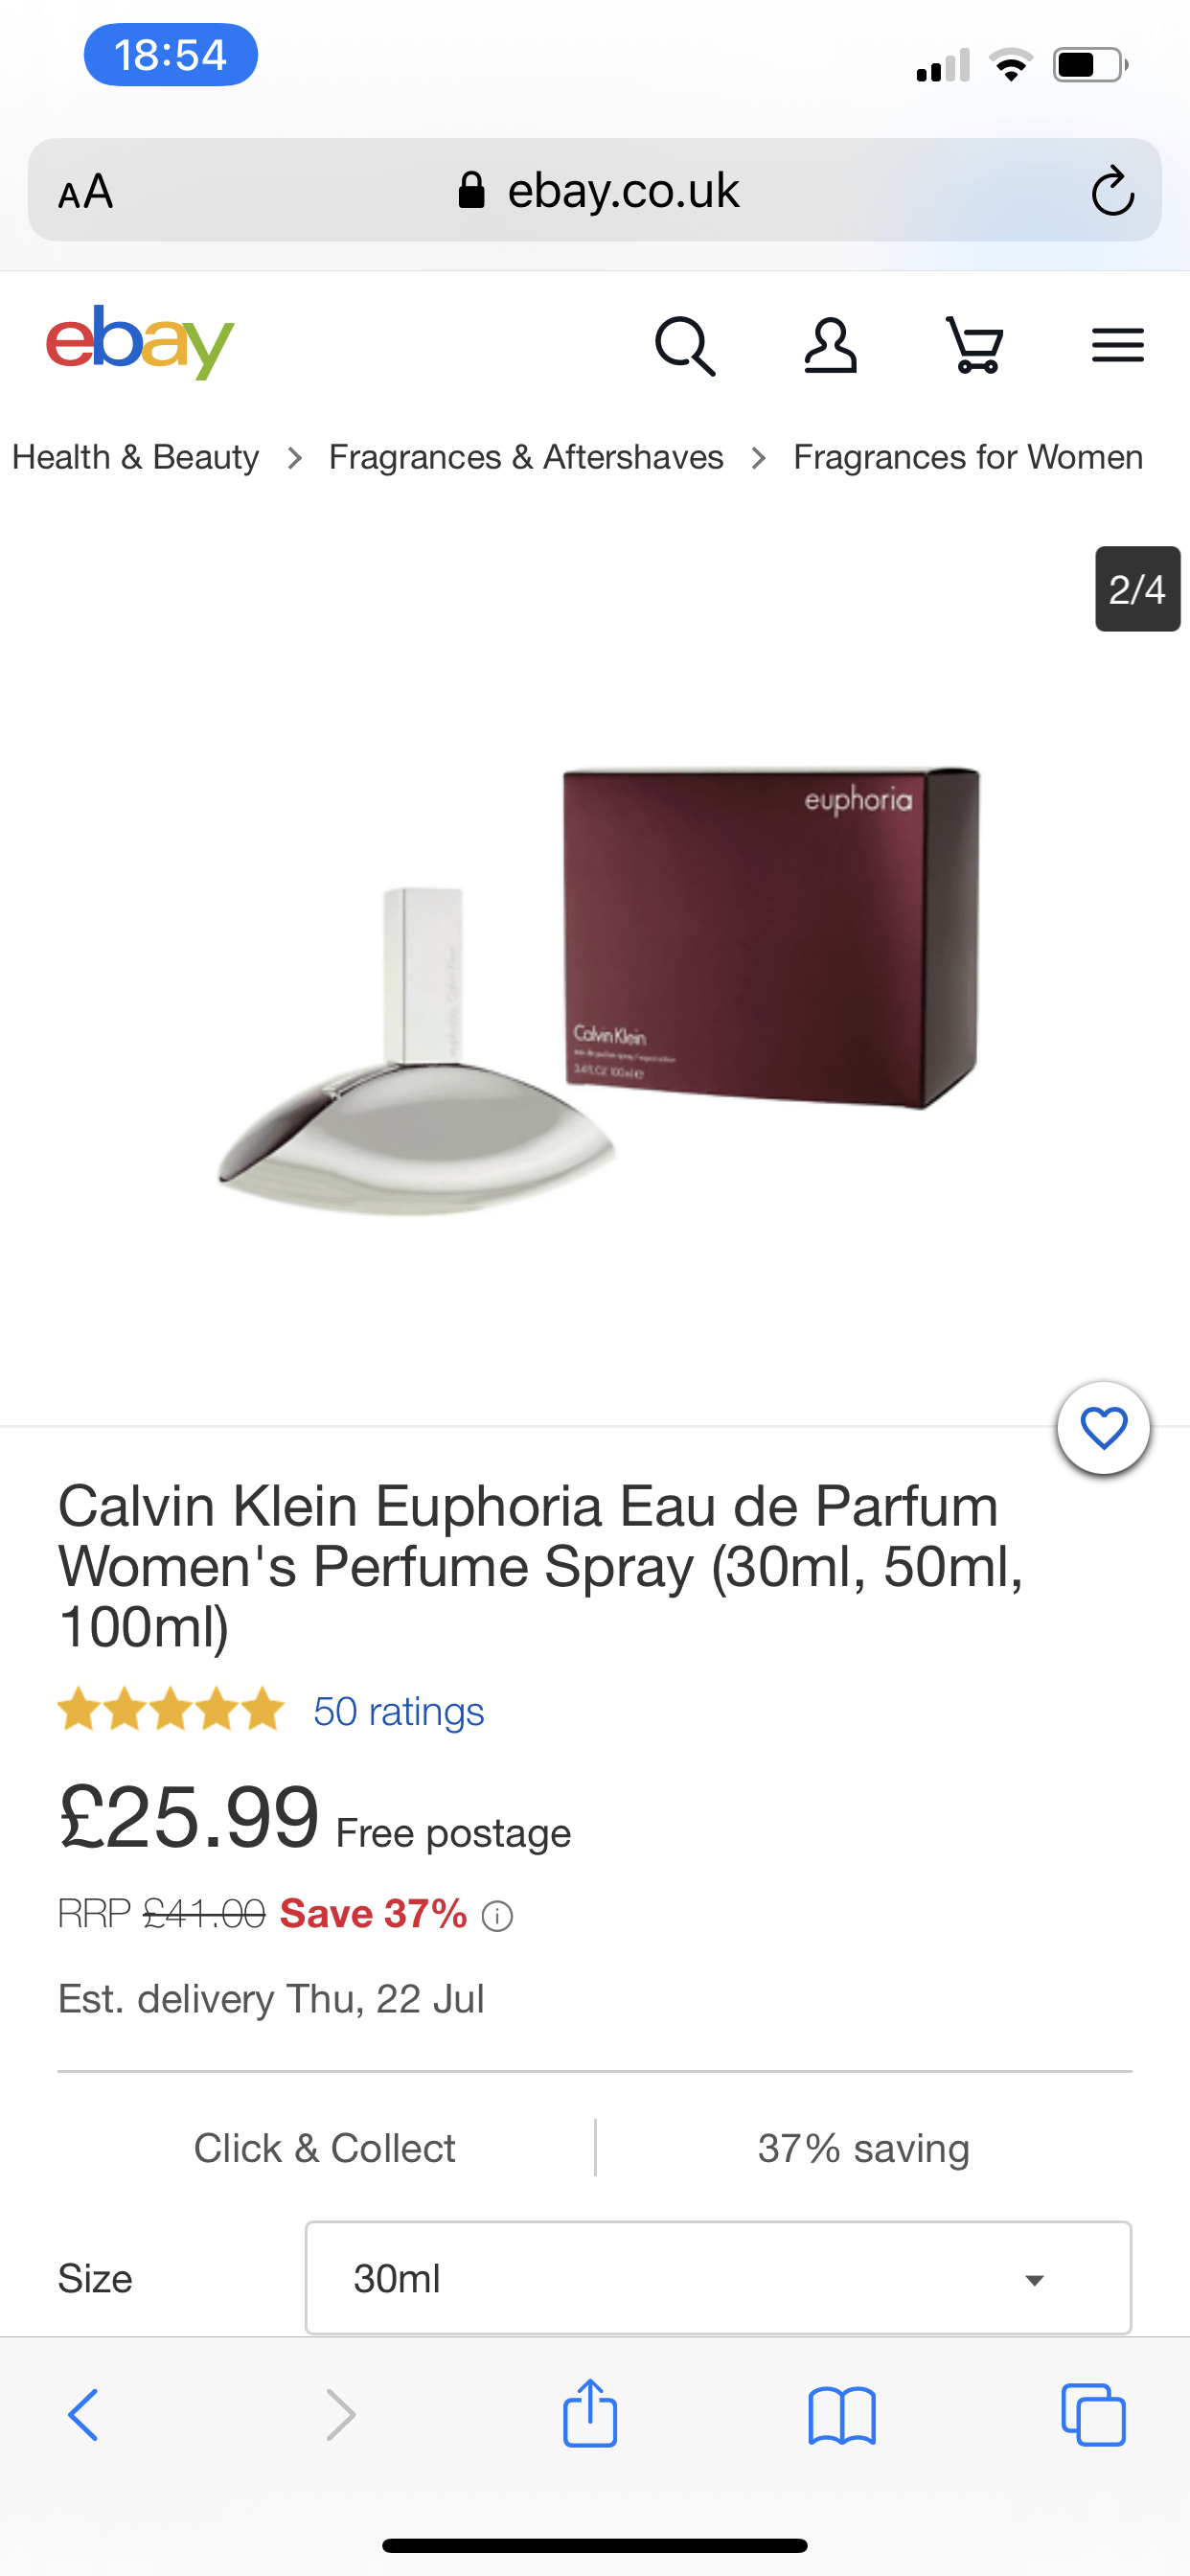 18:54
AA
ebay.co.uk
ebay
Health & Beauty > Fragrances & Aftershaves > Fragrances for Women
2/4
euphoria
Calvin Klein
100ml e
Calvin Klein Euphoria Eau de Parfum
Women's Perfume Spray (30ml, 50ml,
100ml)
50 ratings
£25.99 Free postage
RRP £41.00 Save 37%
Est. delivery Thu, 22 Jul
Click & Collect
37% saving
Size
30ml